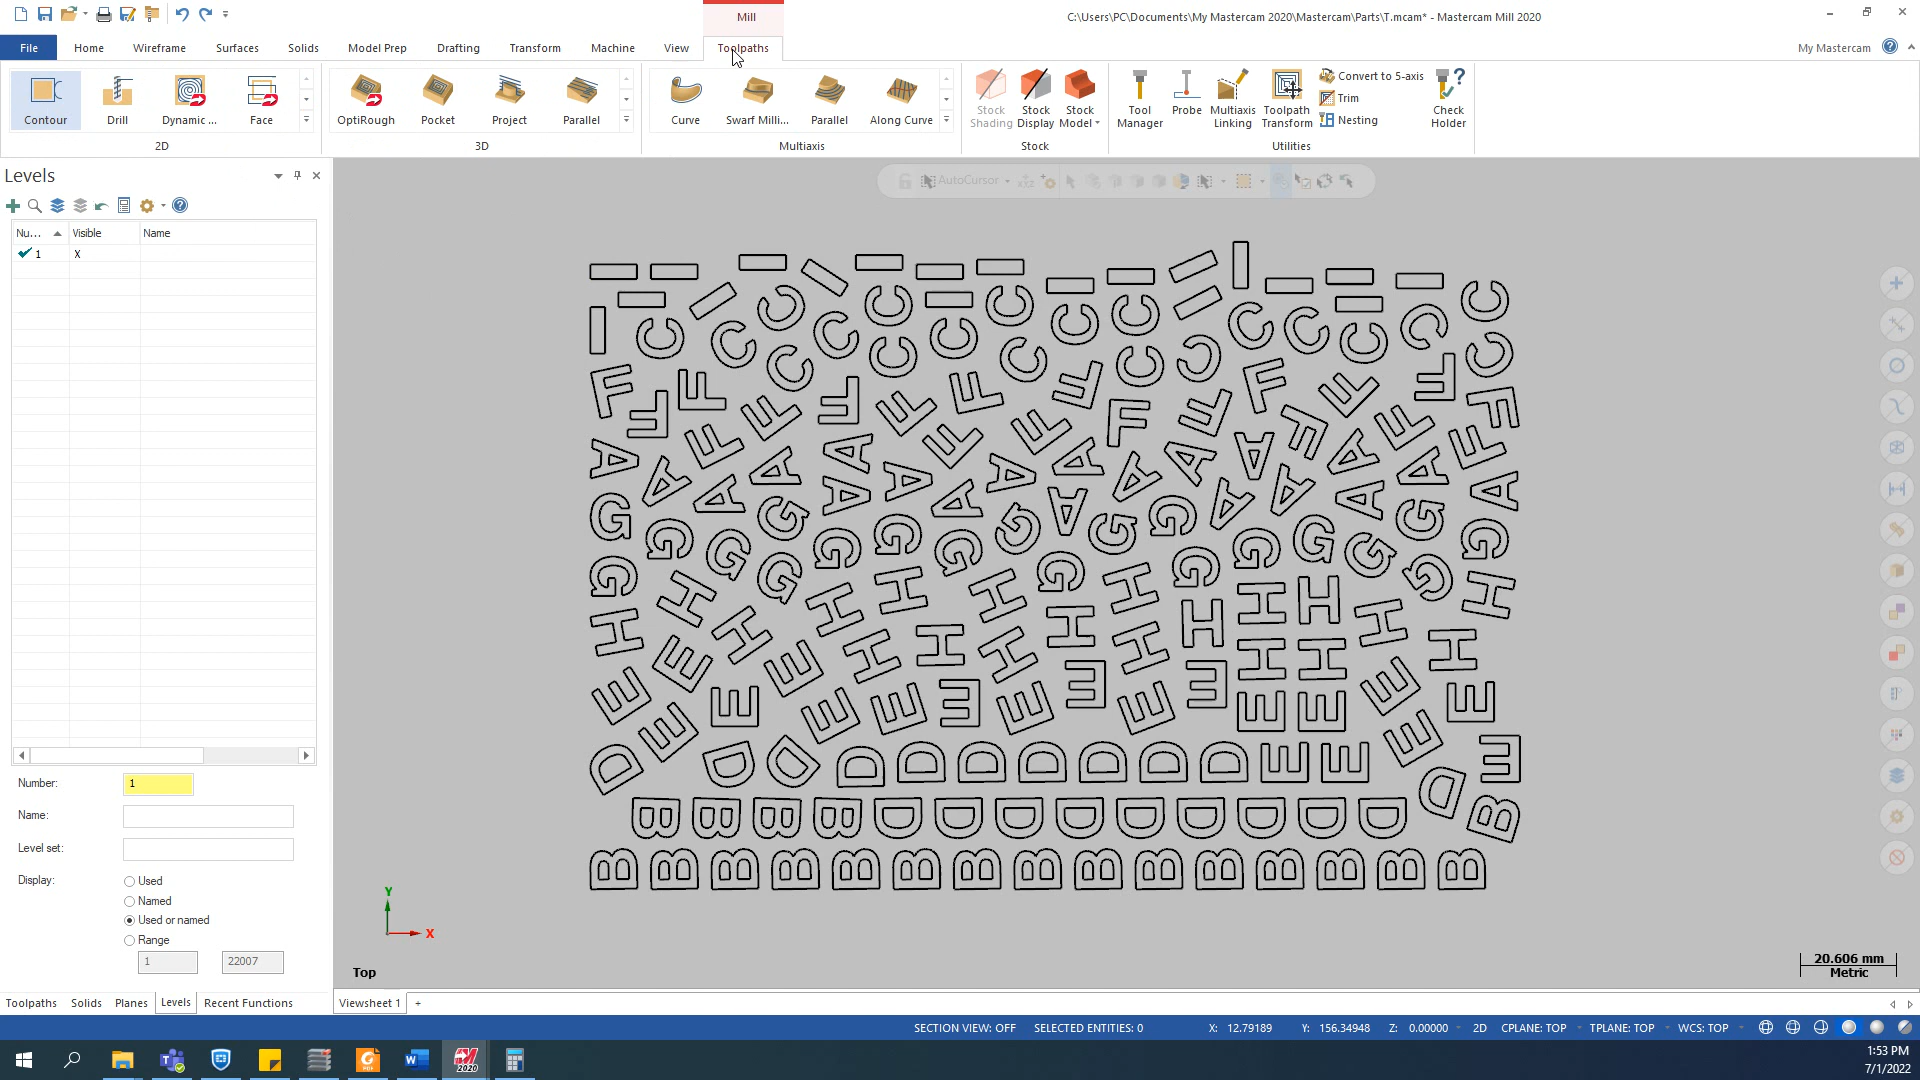 Mill
C:\Users\PC\Documents\My Mastercam 2020\Mastercam\Parts\T.mcam* - Mastercam Mill 2020
File Home Wireframe Surfaces Solids Model Prep Drafting Transform Machine View Toolpaths My Mastercam
Contour Drill Dynamic ... Face OptiRough Pocket Project Parallel Curve Swarf Milli... Parallel Along Curve Stock Shading Stock Display Stock Model Tool Manager Probe Multiaxis Linking Toolpath Transform Convert to 5-axis Trim Nesting Check Holder
2D 3D Multiaxis Stock Utilities
Levels
AutoCursor
Nu... Visible Name
1 X
Number: 1
Name:
Level set:
Display: Used
Named
Used or named
Range
1 22007
Y
X
Top
20.606 mm
Metric
Toolpaths Solids Planes Levels Recent Functions Viewsheet 1 +
SECTION VIEW: OFF SELECTED ENTITIES: 0 X: 12.79189 Y: 156.34948 Z: 0.00000 2D CPLANE: TOP TPLANE: TOP WCS: TOP
1:53 PM
7/1/2022